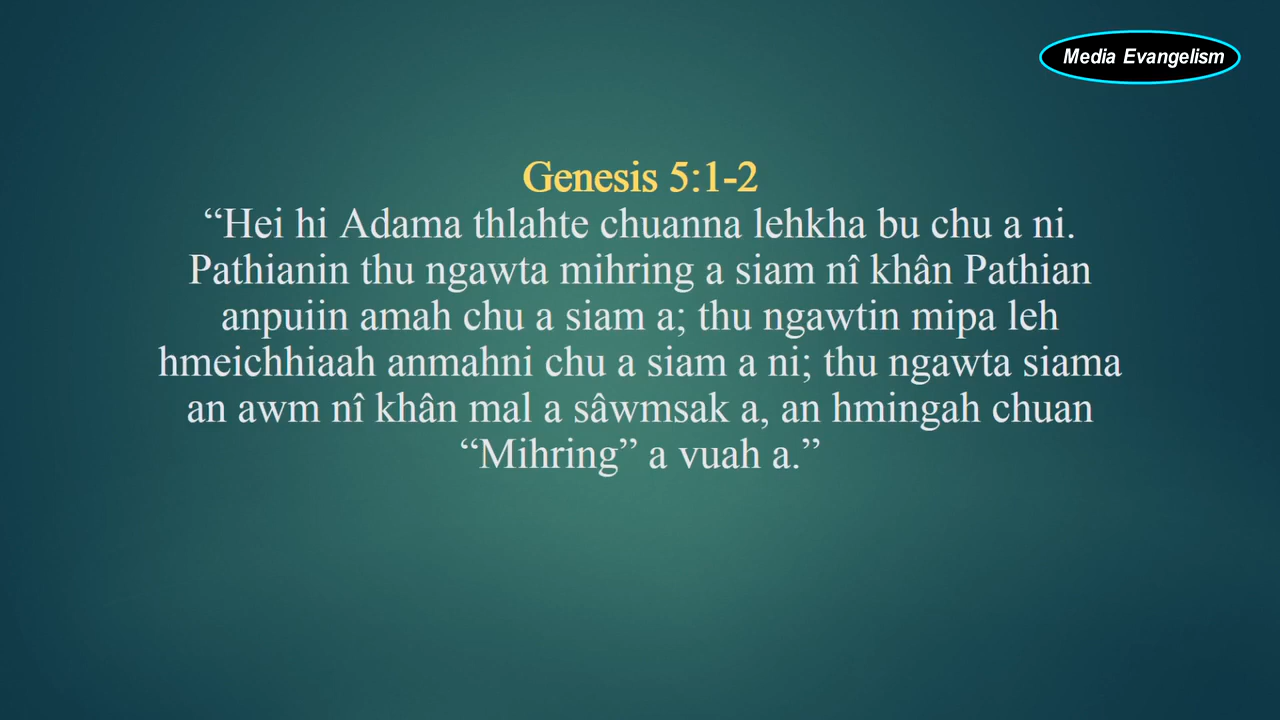 Media Evangelism
Genesis 5:1-2
“Hei hi Adama thlahte chuanna lehkha bu chu a ni.
Pathianin thu ngawta mihring a siam nî khân Pathian
anpuiin amah chu a siam a; thu ngawtin mipa leh
hmeichhiaah anmahni chu a siam a ni; thu ngawta siama
an awm nî khân mal a sâwmsak a, an hmingah chuan
“Mihring” a vuah a.”